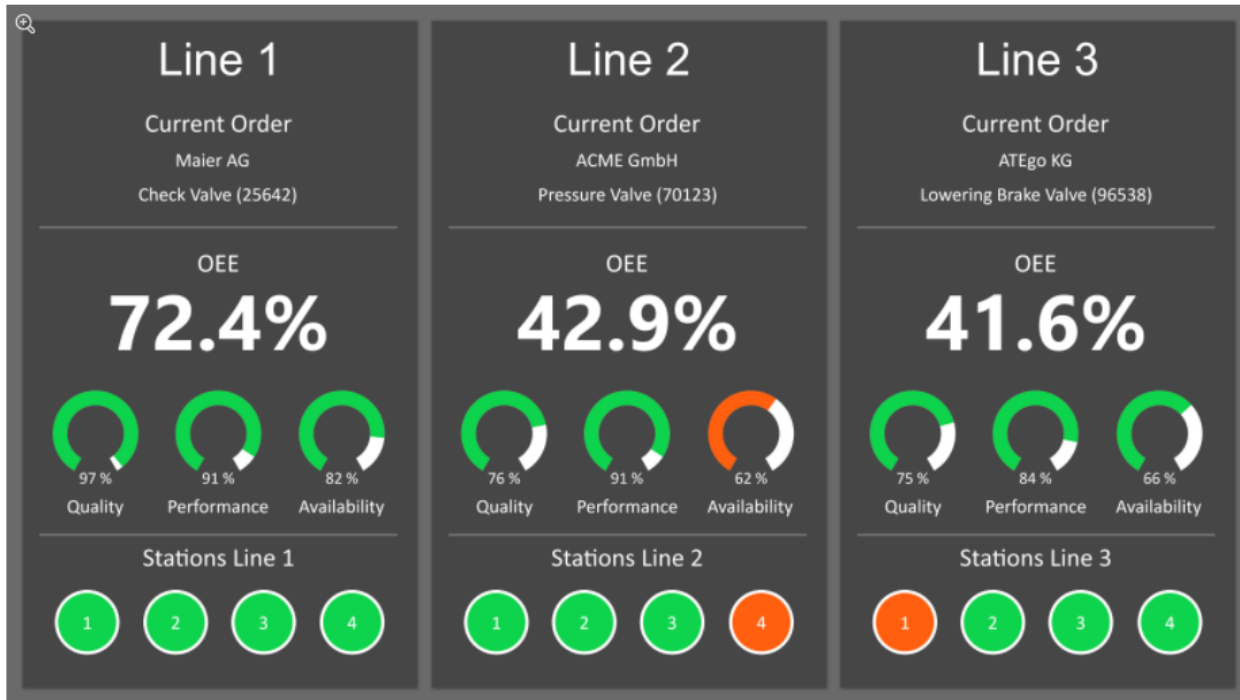 Line 1
Current Order
Maier AG
Check Valve (25642)
OEE
72.4%
97 %
Quality
91 %
Performance
82 %
Availability
Stations Line 1
1
2
3
4
Line 2
Current Order
ACME GmbH
Pressure Valve (70123)
OEE
42.9%
76 %
Quality
91 %
Performance
62 %
Availability
Stations Line 2
1
2
3
4
Line 3
Current Order
ATEgo KG
Lowering Brake Valve (96538)
OEE
41.6%
75 %
Quality
84 %
Performance
66 %
Availability
Stations Line 3
1
2
3
4